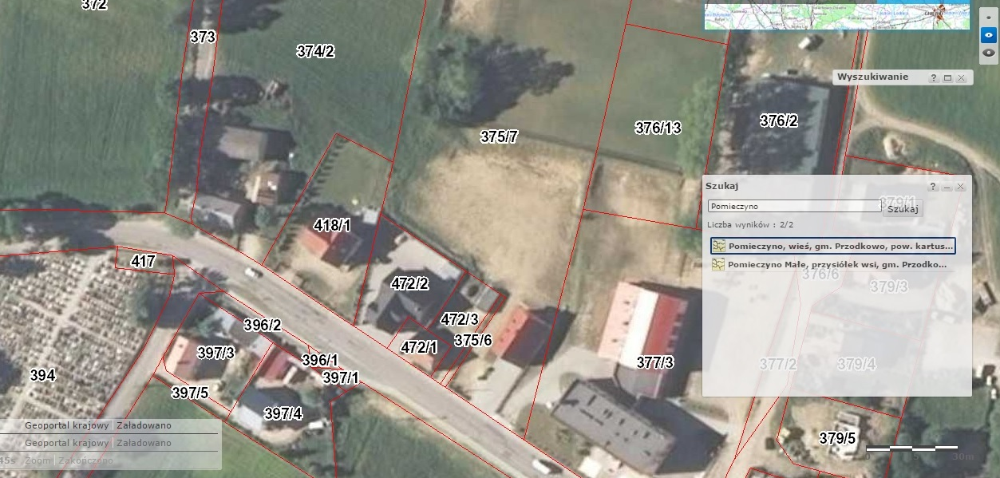 372
373
374/2
376/2
376/13
375/7
418/1
417
472/2
472/3
375/6
472/1
396/2
397/3
396/1
397/1
394
397/5
397/4
377/3
Wyszukiwanie ?
Szukaj ?
379/1
Pomieczyno Szukaj
Liczba wyników : 2/2
Pomieczyno, wieś, gm. Przodkowo, pow. kartus...
Pomieczyno Małe, przysiółek wsi, gm. Przodko...
376/6
379/3
377/2
379/4
379/5
30m
Geoportal krajowy | Załadowano
Geoportal krajowy | Załadowano
45s Zoom | Zakończono